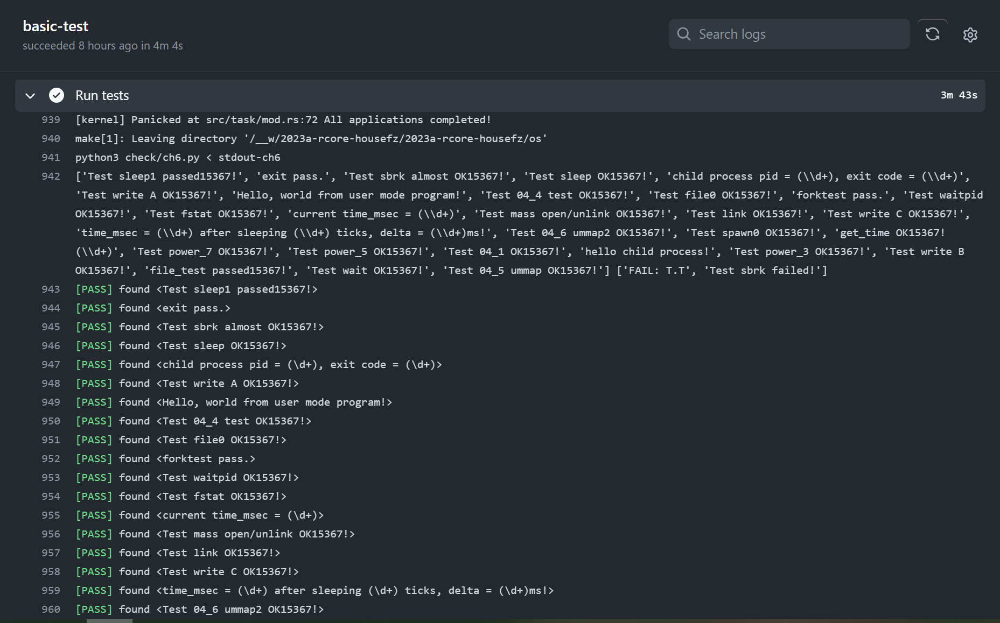 basic-test
succeeded 8 hours ago in 4m 4s
Search logs
Run tests
3m 43s
939 [kernel] Panicked at src/task/mod.rs:72 All applications completed!
940 make[1]: Leaving directory '/__w/2023a-rcore-housefz/2023a-rcore-housefz/os'
941 python3 check/ch6.py < stdout-ch6
942 ['Test sleep1 passed15367!', 'exit pass.', 'Test sbrk almost OK15367!', 'Test sleep OK15367!', 'child process pid = (\\d+), exit code = (\\d+)',
'Test write A OK15367!', 'Hello, world from user mode program!', 'Test 04_4 test OK15367!', 'Test file0 OK15367!', 'forktest pass.', 'Test waitpid
OK15367!', 'Test fstat OK15367!', 'current time_msec = (\\d+)', 'Test mass open/unlink OK15367!', 'Test link OK15367!', 'Test write C OK15367!',
'time_msec = (\\d+) after sleeping (\\d+) ticks, delta = (\\d+)ms!', 'Test 04_6 ummap2 OK15367!', 'Test spawn0 OK15367!', 'get_time OK15367!
(\\d+)', 'Test power_7 OK15367!', 'Test power_5 OK15367!', 'Test 04_1 OK15367!', 'hello child process!', 'Test power_3 OK15367!', 'Test write B
OK15367!', 'file_test passed15367!', 'Test wait OK15367!', 'Test 04_5 ummap OK15367!'] ['FAIL: T.T', 'Test sbrk failed!']
943 [PASS] found <Test sleep1 passed15367!>
944 [PASS] found <exit pass.>
945 [PASS] found <Test sbrk almost OK15367!>
946 [PASS] found <Test sleep OK15367!>
947 [PASS] found <child process pid = (\d+), exit code = (\d+)>
948 [PASS] found <Test write A OK15367!>
949 [PASS] found <Hello, world from user mode program!>
950 [PASS] found <Test 04_4 test OK15367!>
951 [PASS] found <Test file0 OK15367!>
952 [PASS] found <forktest pass.>
953 [PASS] found <Test waitpid OK15367!>
954 [PASS] found <Test fstat OK15367!>
955 [PASS] found <current time_msec = (\d+)>
956 [PASS] found <Test mass open/unlink OK15367!>
957 [PASS] found <Test link OK15367!>
958 [PASS] found <Test write C OK15367!>
959 [PASS] found <time_msec = (\d+) after sleeping (\d+) ticks, delta = (\d+)ms!>
960 [PASS] found <Test 04_6 ummap2 OK15367!>